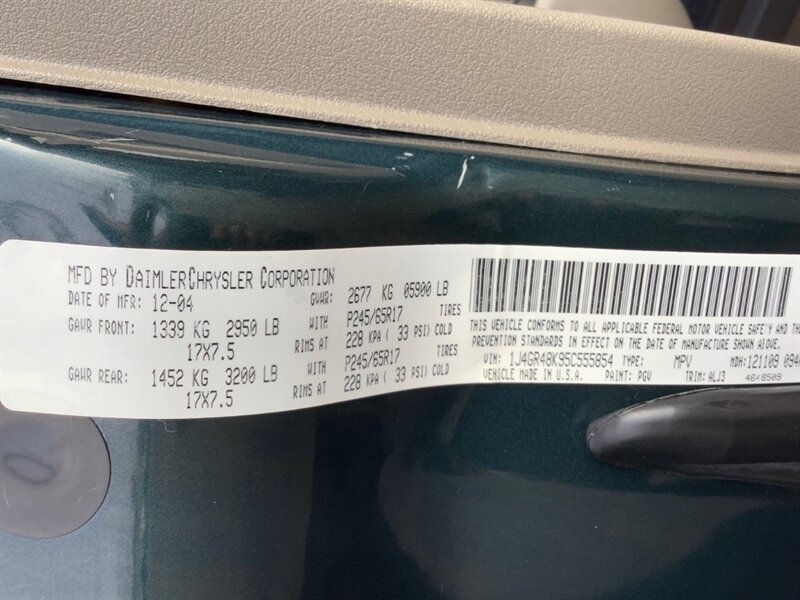 MFD BY DAIMLERCHRYSLER CORPORATION
DATE OF MFR: 12-04 GVWR: 2677 KG 05900 LB
GAWR FRONT: 1339 KG 2950 LB WITH P245/65R17 TIRES
17X7.5 RIMS AT 228 KPA ( 33 PSI) COLD
GAWR REAR: 1452 KG 3200 LB WITH P245/65R17 TIRES
17X7.5 RIMS AT 228 KPA ( 33 PSI) COLD
THIS VEHICLE CONFORMS TO ALL APPLICABLE FEDERAL MOTOR VEHICLE SAFETY AND
PREVENTION STANDARDS IN EFFECT ON THE DATE OF MANUFACTURE SHOWN ABOVE.
VIN: 1J4GR48K95C555854 TYPE: MPV MDH: 121109 094
VEHICLE MADE IN U.S.A. PAINT: PGV TRIM: ALJ3